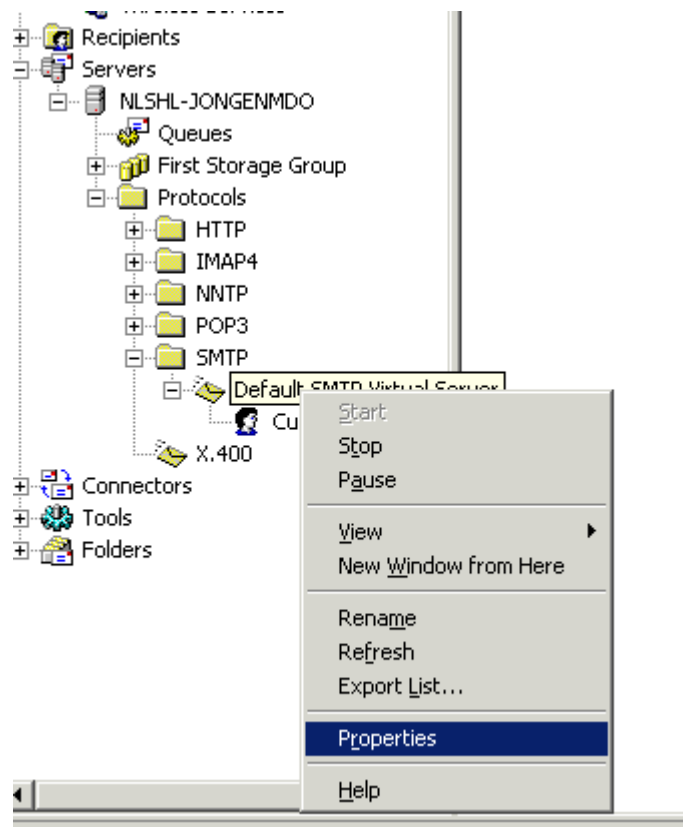 Recipients
Servers
NLSHL-JONGENMDO
Queues
First Storage Group
Protocols
HTTP
IMAP4
NNTP
POP3
SMTP
Default SMTP Virtual Server
Cu
X.400
Connectors
Tools
Folders
Start
Stop
Pause
View
New Window from Here
Rename
Refresh
Export List...
Properties
Help